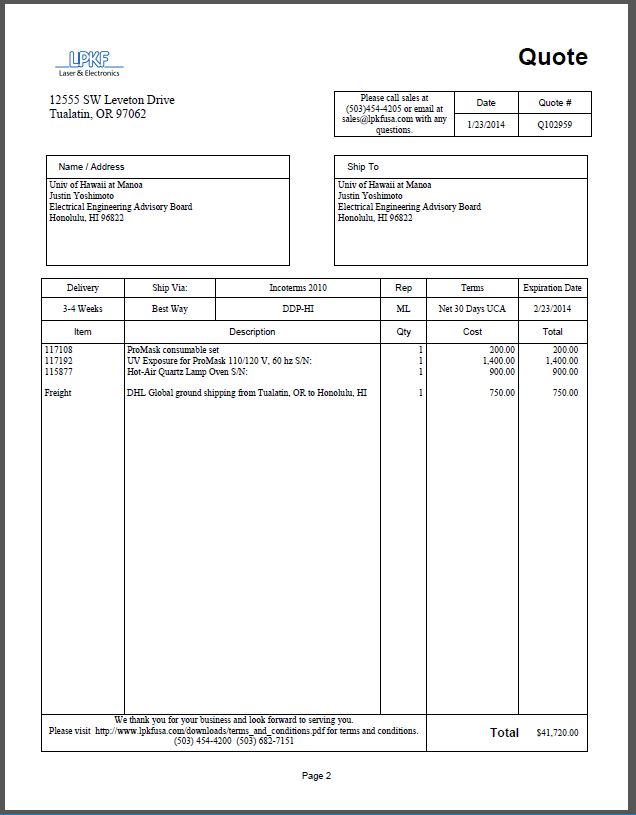 LPKF
Laser & Electronics
Quote
12555 SW Leveton Drive
Tualatin, OR 97062
Please call sales at
(503)454-4205 or email at
sales@lpkfusa.com with any
questions.
Date
Quote #
1/23/2014
Q102959
Name / Address
Univ of Hawaii at Manoa
Justin Yoshimoto
Electrical Engineering Advisory Board
Honolulu, HI 96822
Ship To
Univ of Hawaii at Manoa
Justin Yoshimoto
Electrical Engineering Advisory Board
Honolulu, HI 96822
Delivery Ship Via: Incoterms 2010 Rep Terms Expiration Date
3-4 Weeks Best Way DDP-HI ML Net 30 Days UCA 2/23/2014
Item Description Qty Cost Total
117108 ProMask consumable set 1 200.00 200.00
117192 UV Exposure for ProMask 110/120 V, 60 hz S/N: 1 1,400.00 1,400.00
115877 Hot-Air Quartz Lamp Oven S/N: 1 900.00 900.00
Freight DHL Global ground shipping from Tualatin, OR to Honolulu, HI 1 750.00 750.00
We thank you for your business and look forward to serving you.
Please visit http://www.lpkfusa.com/downloads/terms_and_conditions.pdf for terms and conditions.
(503) 454-4200 (503) 682-7151
Total $41,720.00
Page 2